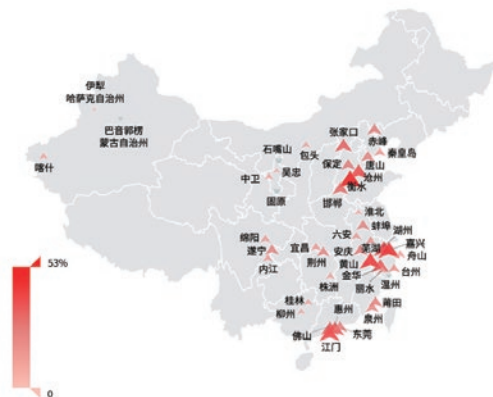 伊犁
哈萨克自治州
巴音郭楞
蒙古自治州
喀什
石嘴山
包头
吴忠
中卫
固原
张家口
赤峰
秦皇岛
保定
唐山
沧州
衡水
邯郸
淮北
蚌埠
湖州
六安
芜湖
嘉兴
绵阳
宜昌
安庆
舟山
遂宁
荆州
黄山
台州
内江
金华
株洲
丽水
温州
桂林
惠州
莆田
柳州
泉州
佛山
东莞
江门
53%
0